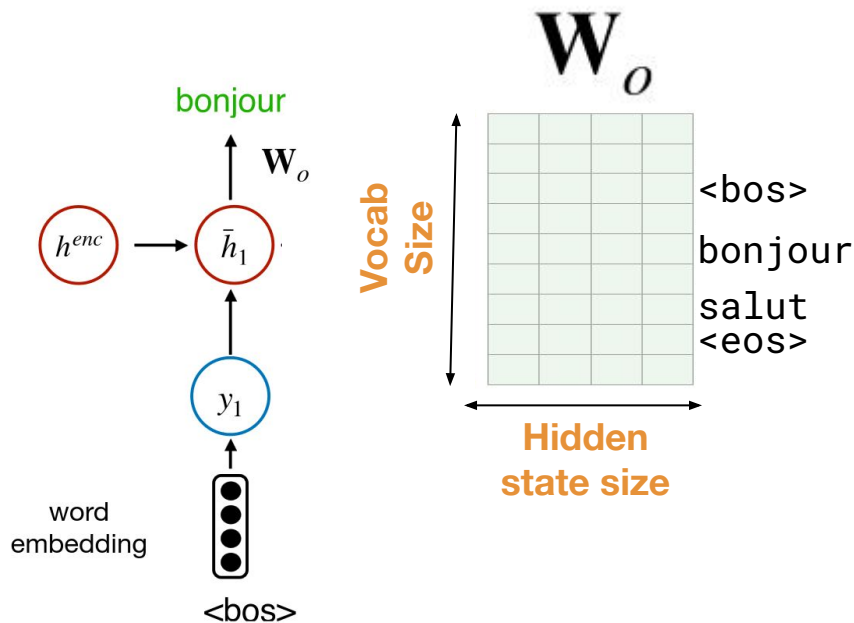 bonjour
W_o
h^enc
h̄_1
y_1
word
embedding
<bos>
W_o
Vocab
Size
<bos>
bonjour
salut
<eos>
Hidden
state size